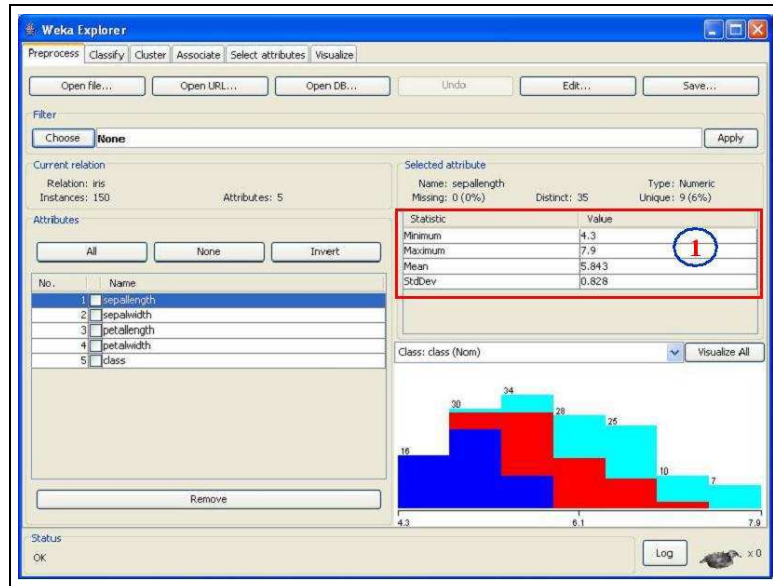 Weka Explorer
Preprocess Classify Cluster Associate Select attributes Visualize
Open file... Open URL... Open DB... Undo Edit... Save...
Filter
Choose None Apply
Current relation
Relation: iris
Instances: 150 Attributes: 5
Selected attribute
Name: sepallength Type: Numeric
Missing: 0 (0%) Distinct: 35 Unique: 9 (6%)
Attributes
All None Invert
No. Name
1 sepallength
2 sepalwidth
3 petallength
4 petalwidth
5 class
Remove
Statistic Value
Minimum 4.3
Maximum 7.9
Mean 5.843
StdDev 0.828
1
Class: class (Nom) Visualize All
16 30 34 28 25 10 7
4.3 6.1 7.9
Status
OK
Log x 0